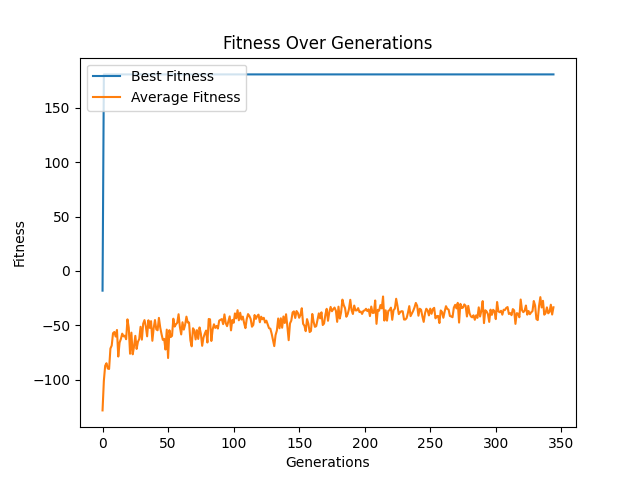 Fitness Over Generations
Best Fitness
Average Fitness
Fitness
150
100
50
0
−50
−100
0 50 100 150 200 250 300 350
Generations